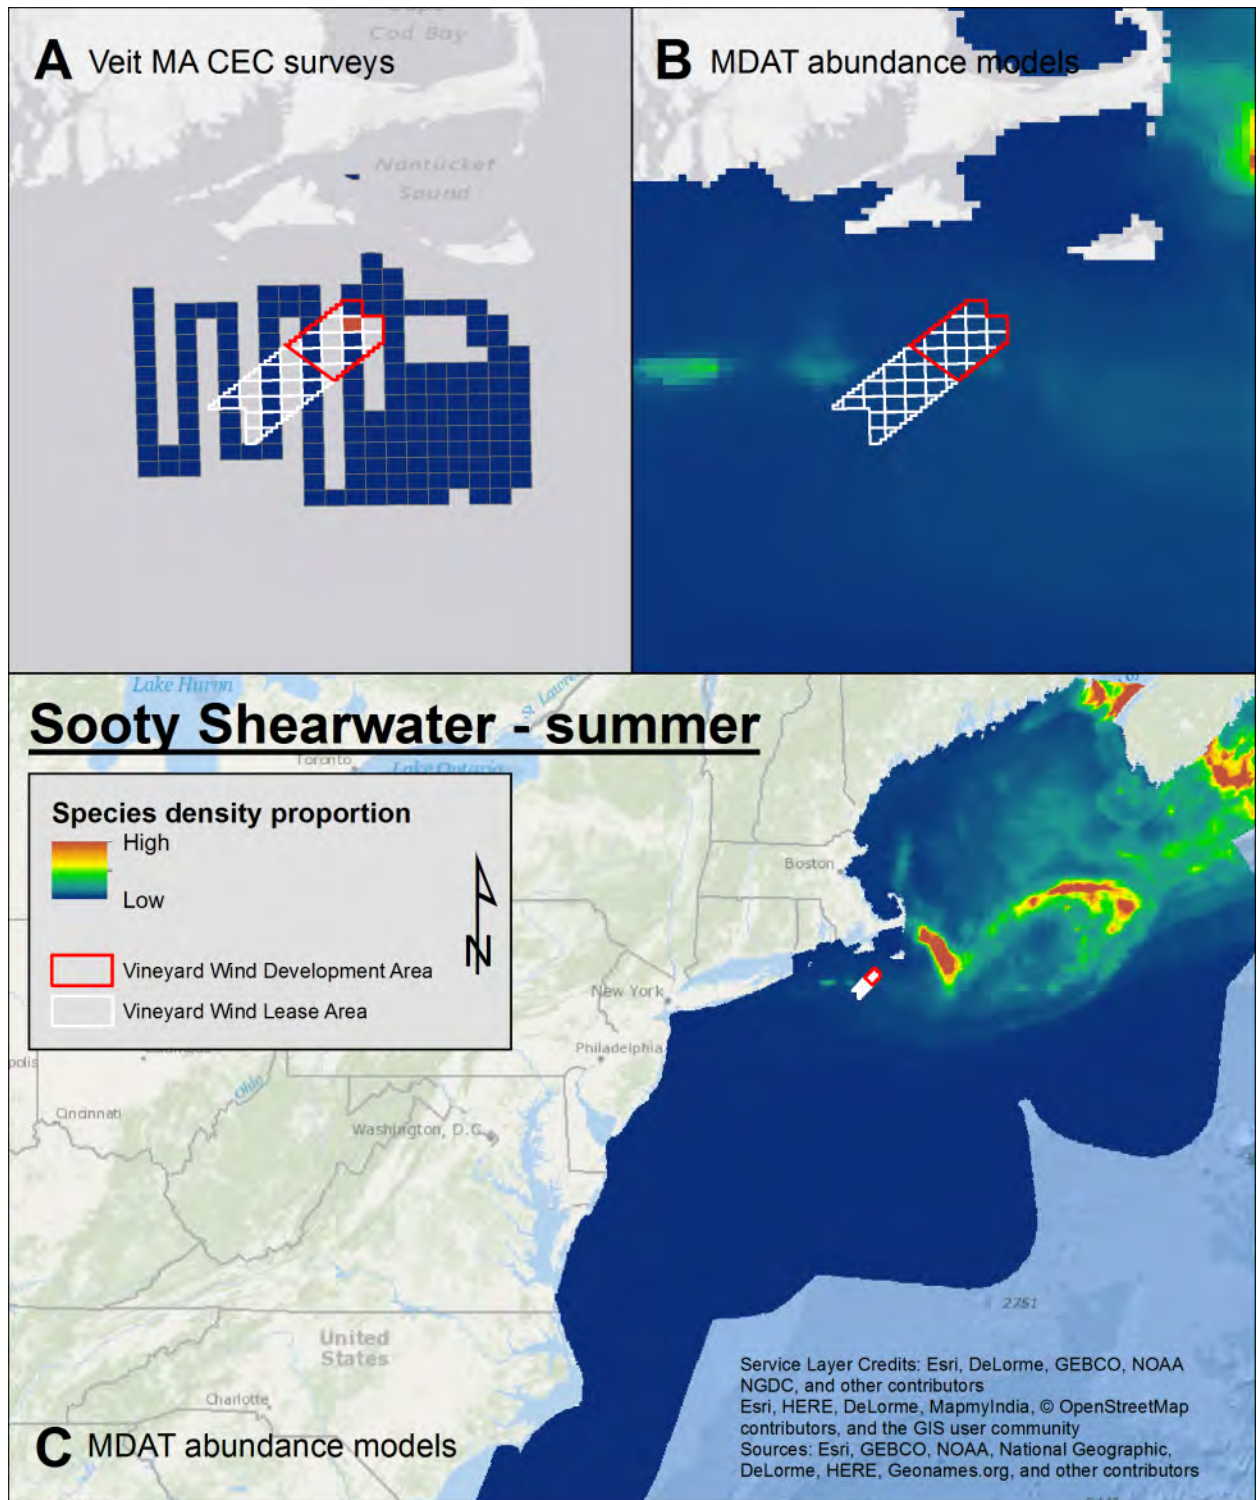 Cod Bay
A Veit MA CEC surveys
Nantucket
Sound
B MDAT abundance models
Lake Huron
St. Lawre
Sooty Shearwater - summer
Toronto
Lake Ontario
Species density proportion
High
Low
N
Vineyard Wind Development Area
Vineyard Wind Lease Area
Boston
New York
Philadelphia
Columbus
Ohio
Cincinnati
Washington, D.C.
United
States
Charlotte
2751
C MDAT abundance models
Service Layer Credits: Esri, DeLorme, GEBCO, NOAA
NGDC, and other contributors
Esri, HERE, DeLorme, MapmyIndia, © OpenStreetMap
contributors, and the GIS user community
Sources: Esri, GEBCO, NOAA, National Geographic,
DeLorme, HERE, Geonames.org, and other contributors